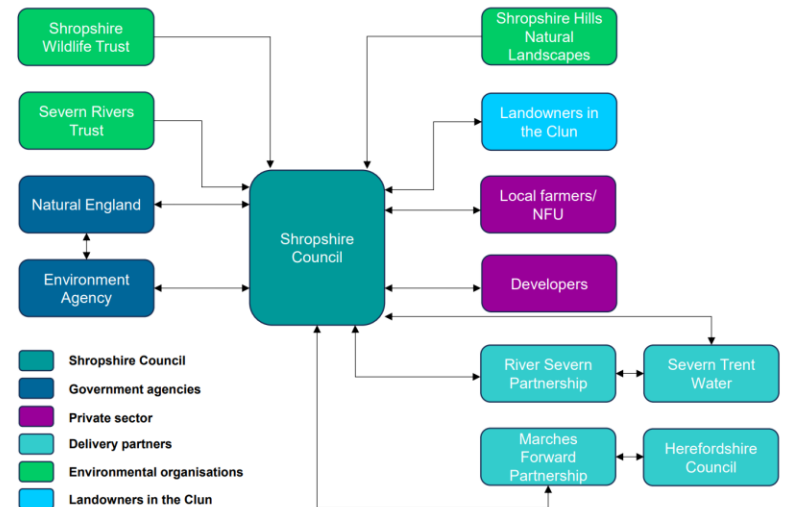 Shropshire
Wildlife Trust
Shropshire Hills
Natural
Landscapes
Severn Rivers
Trust
Landowners in
the Clun
Natural England
Shropshire
Council
Local farmers/
NFU
Environment
Agency
Developers
River Severn
Partnership
Severn Trent
Water
Marches
Forward
Partnership
Herefordshire
Council
Shropshire Council
Government agencies
Private sector
Delivery partners
Environmental organisations
Landowners in the Clun